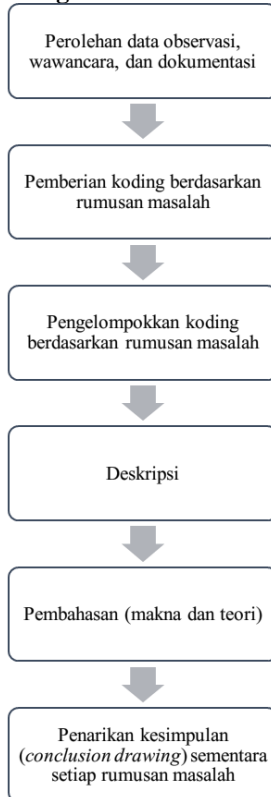 Perolehan data observasi,
wawancara, dan dokumentasi
Pemberian koding berdasarkan
rumusan masalah
Pengelompokkan koding
berdasarkan rumusan masalah
Deskripsi
Pembahasan (makna dan teori)
Penarikan kesimpulan
(conclusion drawing) sementara
setiap rumusan masalah